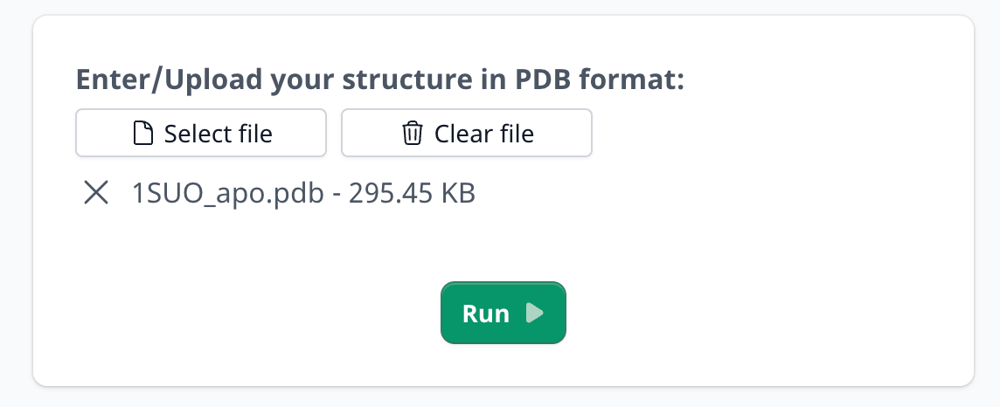 Enter/Upload your structure in PDB format:
Select file Clear file
1SUO_apo.pdb - 295.45 KB
Run